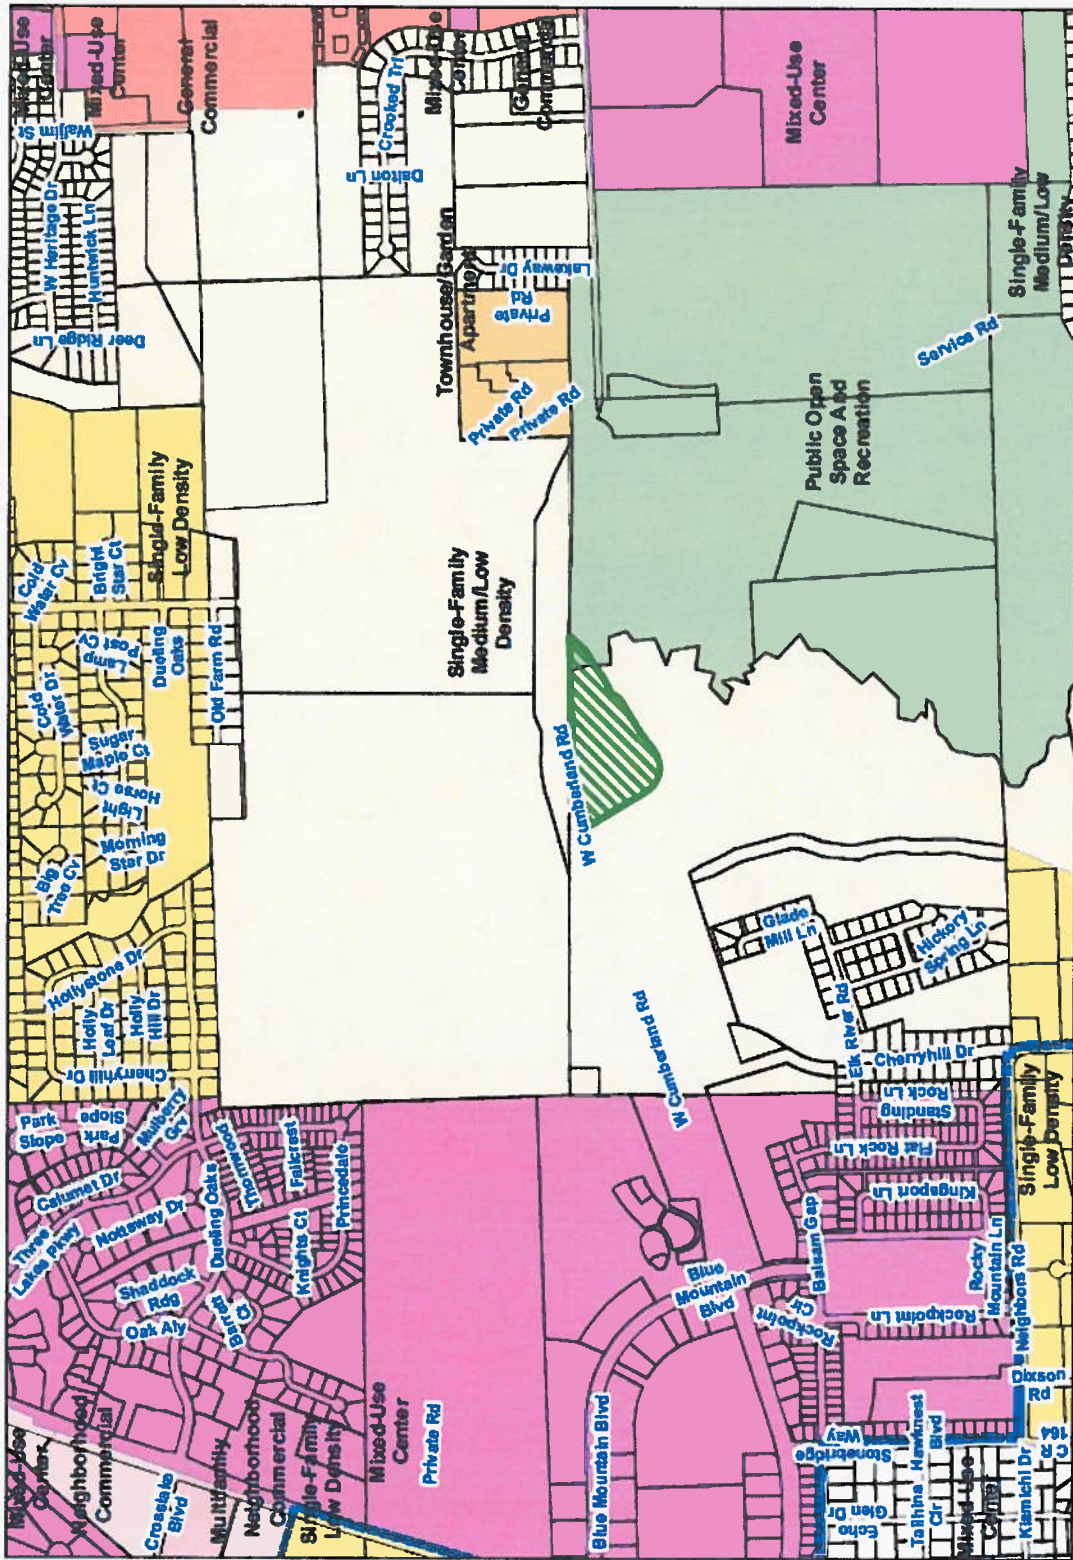 Mixed-Use
Center
Mixed-Use
Center
General
Commercial
Waljim St
W Heritage Dr
Huntwick Ln
Deer Ridge Ln
Crooked Trl
Dalton Ln
Mixed-Use
Center
General
Commercial
Mixed-Use
Center
Townhouse/Garden
Apartment
Lakeway Dr
Private
Rd
Private Rd
Private Rd
Single-Family
Medium/Low
Density
Service Rd
Public Open
Space And
Recreation
Cold
Water Cv
Bright
Star Ct
Single-Family
Low Density
Lamp
Post Cv
Dueling
Oaks
Old Farm Rd
Cold
Water Dr
Sugar
Maple Ct
Light
Horse Ct
Morning
Star Dr
Big
Tree Cv
Single-Family
Medium/Low
Density
W Cumberland Rd
Hollystone Dr
Holly
Leaf Dr
Holly
Hill Dr
Cherryhill Dr
Glade
Mill Ln
Hickory
Spring Ln
Elk River Rd
Cherryhill Dr
W Cumberland Rd
W Cumberland Rd
Park
Slope
Park
Slope
Mulberry
Gry
Calumet Dr
Three
Lakes Pkwy
Nottaway Dr
Dueling Oaks
Thornwood
Failcrest
Princedale
Knights Ct
Shaddock
Rdg
Oak Aly
Barrett
Ct
Standing
Rock Ln
Flat
Rock Ln
Kingsport Ln
Single-Family
Low Density
Blue
Mountain
Blvd
Balsam Gap
Rockpoint
Cir
Rockpoint Ln
Rocky
Mountain Ln
Neighbors Rd
Dixson
Rd
Mixed-Use
Center
Neighborhood
Commercial
Crosslake
Blvd
Multifamily
Neighborhood
Commercial
Single-Family
Low Density
Mixed-Use
Center
Private Rd
Blue Mountain Blvd
Stonebridge
Way
Echo
Glen Dr
Talihina
Cir
Hawknest
Blvd
Mixed-Use
Center
Kiamichi Dr
C R
164